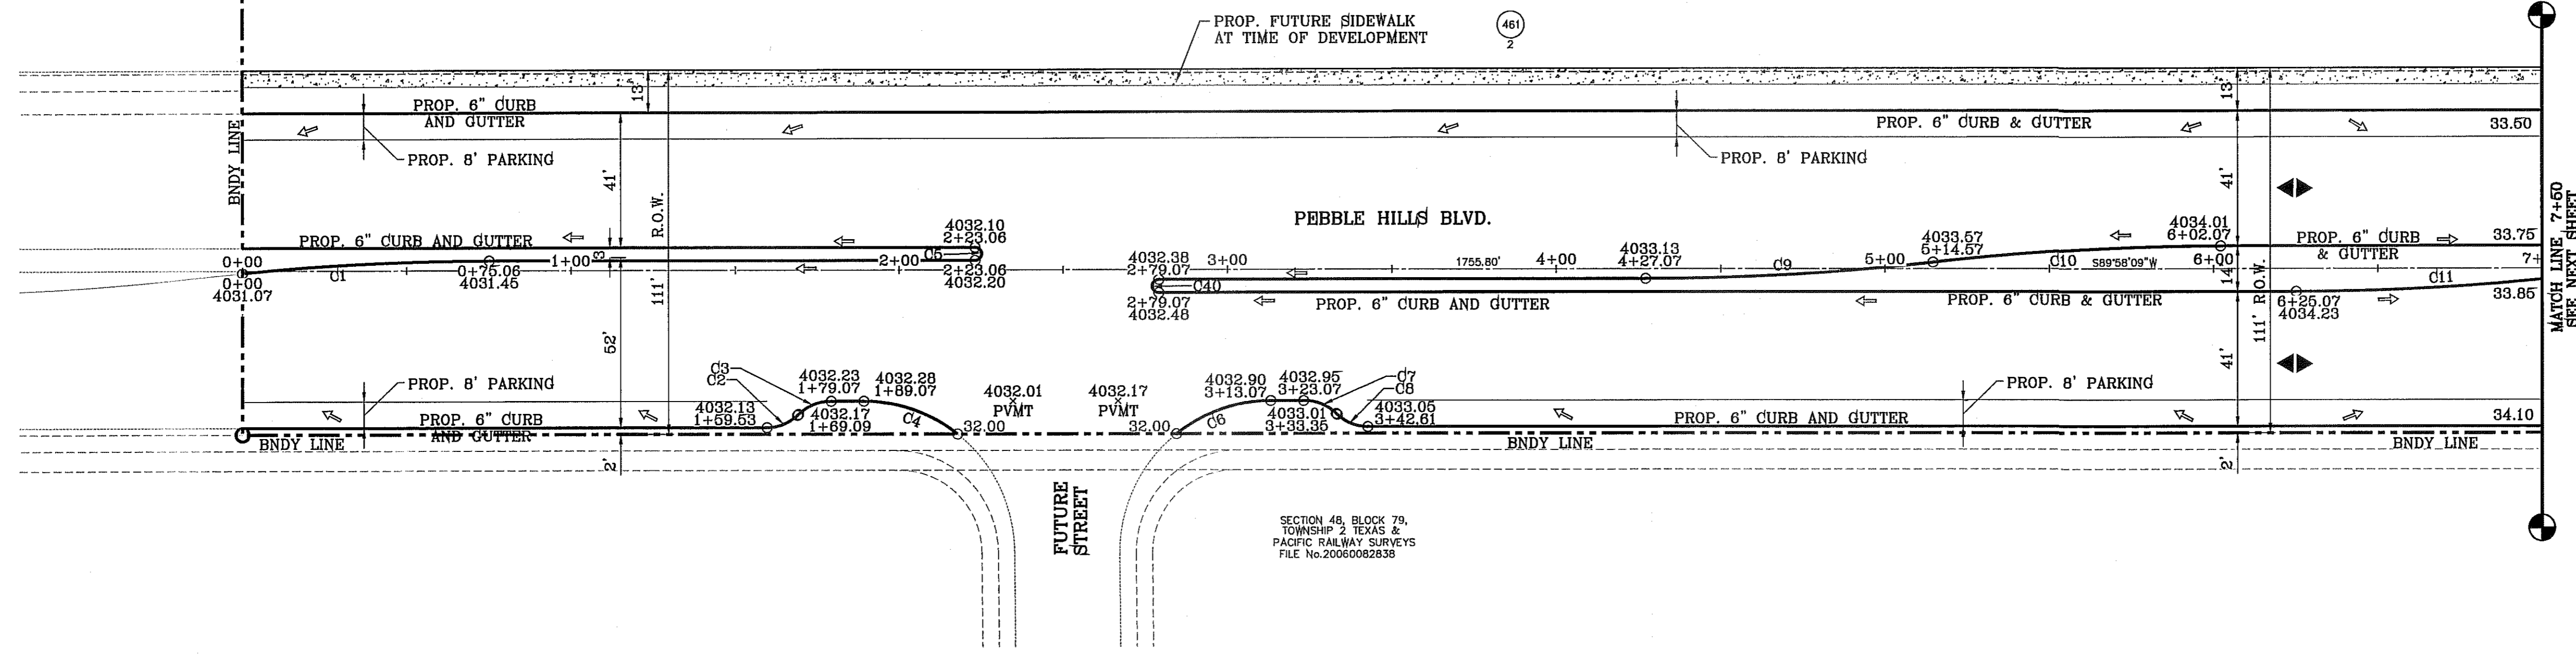 PROP. FUTURE SIDEWALK
AT TIME OF DEVELOPMENT
461
2
13'
13'
PROP. 6" CURB
AND GUTTER
PROP. 6" CURB & GUTTER
33.50
PROP. 8' PARKING
PROP. 8' PARKING
BNDY LINE
41'
R.O.W.
41'
PEBBLE HILLS BLVD.
MATCH LINE 7+50
SEE NEXT SHEET
PROP. 6" CURB AND GUTTER
4032.10
2+23.06
C5
4034.01
6+02.07
PROP. 6" CURB
& GUTTER
33.75
0+00
0+00
4031.07
C1
0+75.06
4031.45
1+00
3
2+00
2+23.06
4032.20
4032.38
2+79.07
C40
2+79.07
4032.48
3+00
1755.80'
4+00
4033.13
4+27.07
C9
5+00
4033.57
5+14.57
C10
S89°58'09"W
6+00
14'
7+
C11
111'
PROP. 6" CURB AND GUTTER
PROP. 6" CURB & GUTTER
111' R.O.W.
6+25.07
4034.23
33.85
52'
41'
PROP. 8' PARKING
PROP. 8' PARKING
C3
C2
4032.23
1+79.07
4032.28
1+89.07
4032.01
PVMT
4032.17
PVMT
4032.90
3+13.07
4032.95
3+23.07
C7
C8
PROP. 6" CURB
AND GUTTER
4032.13
1+59.53
4032.17
1+69.09
C4
32.00
32.00
C6
4033.01
3+33.35
4033.05
3+42.61
PROP. 6" CURB AND GUTTER
34.10
BNDY LINE
BNDY LINE
BNDY LINE
2'
2'
FUTURE
STREET
SECTION 48, BLOCK 79,
TOWNSHIP 2 TEXAS &
PACIFIC RAILWAY SURVEYS
FILE No.20060082838